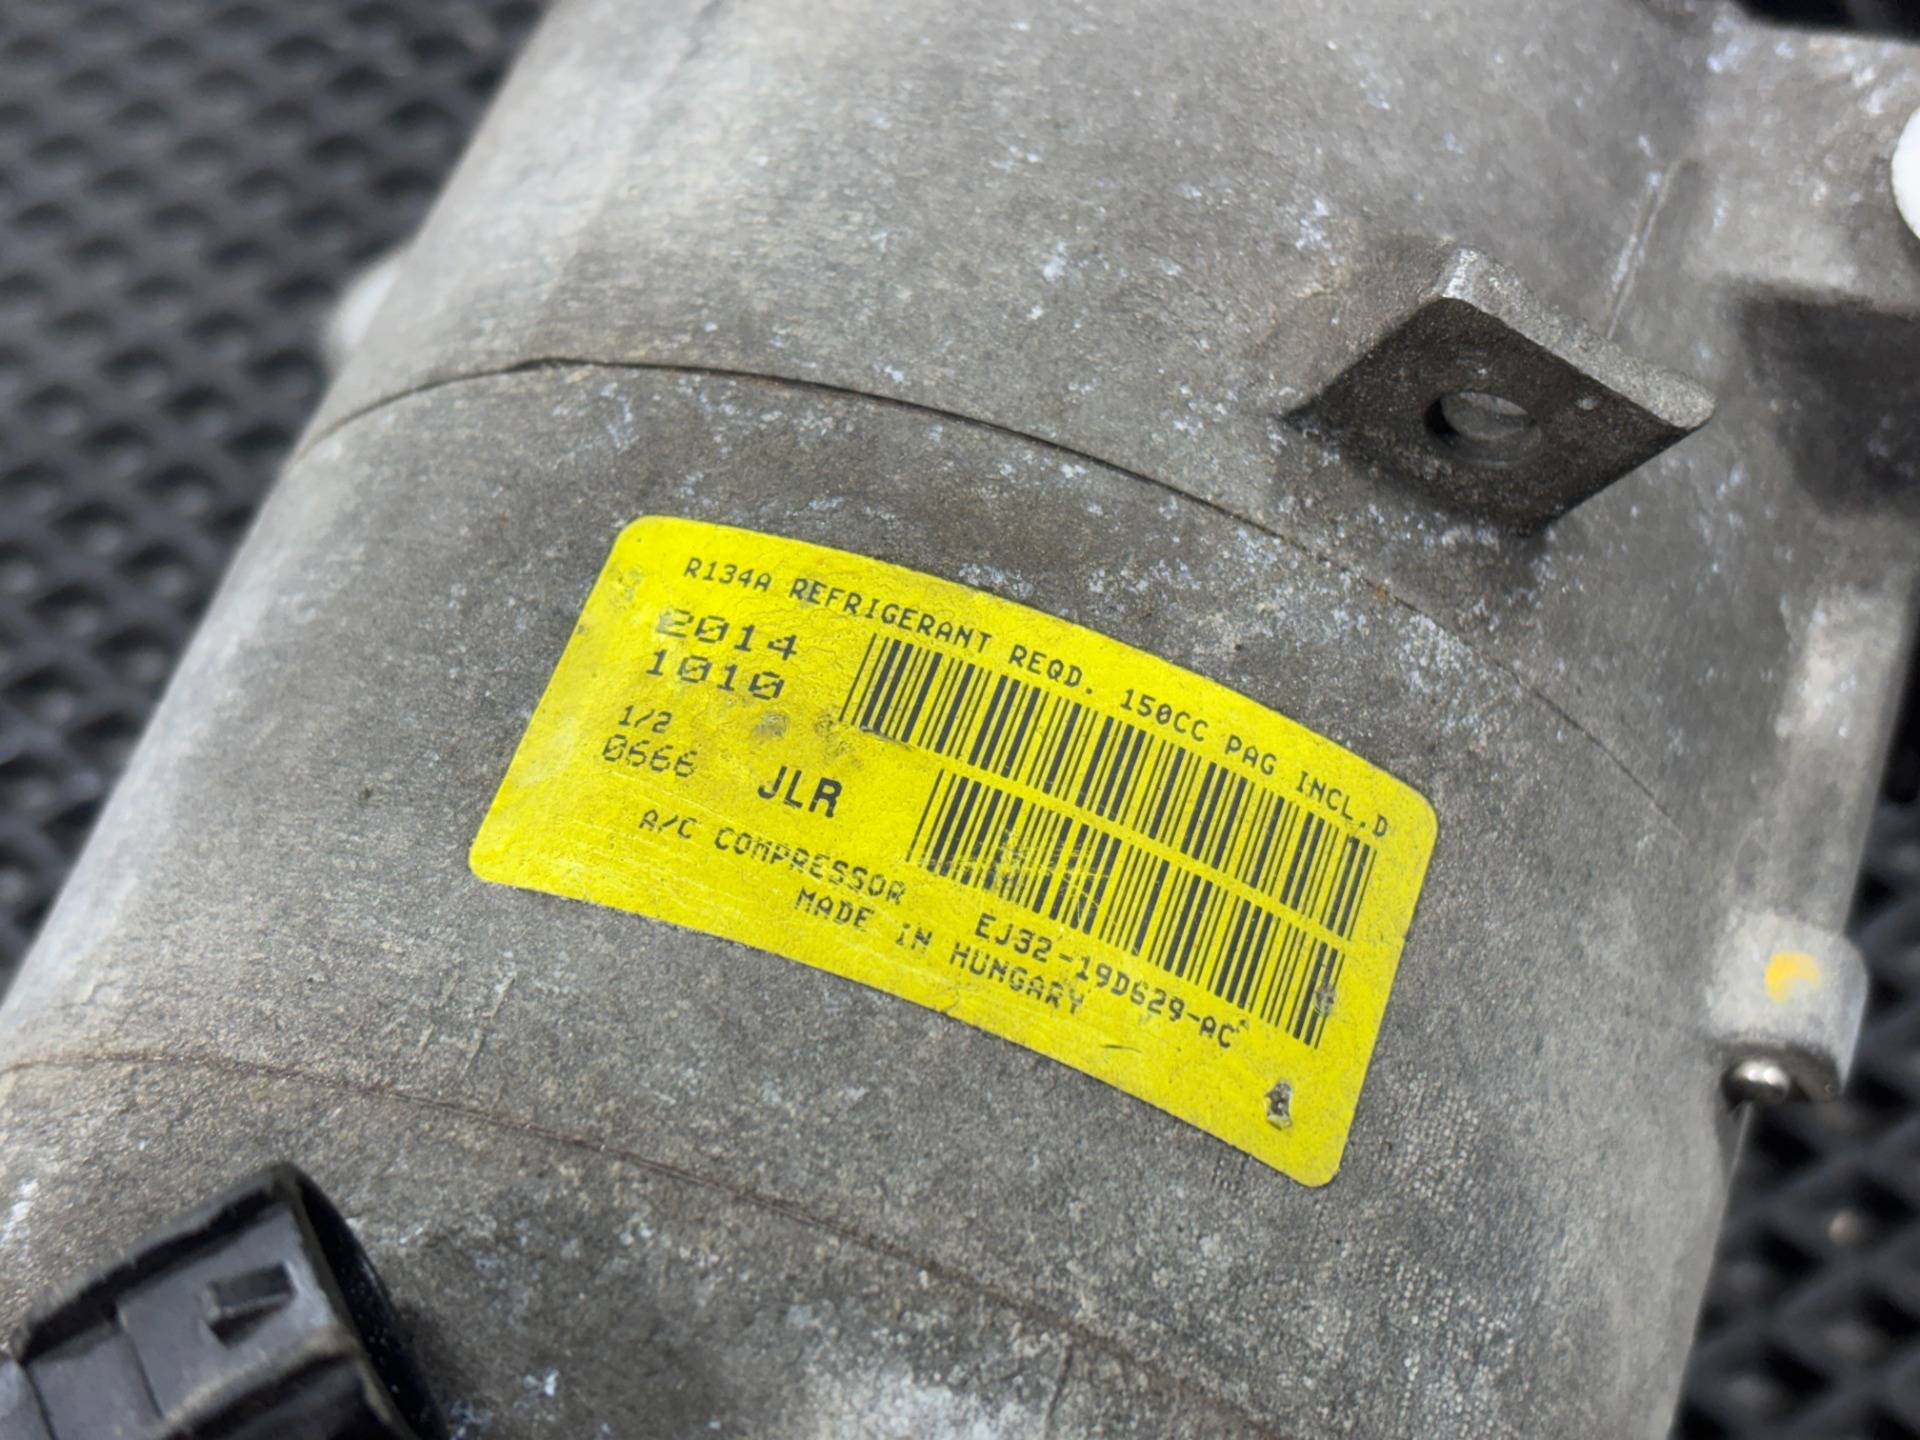 R134A REFRIGERANT REQD. 150CC PAG INCL.D
2014
1010
1/2
0666
JLR
A/C COMPRESSOR EJ32-19D629-AC
MADE IN HUNGARY